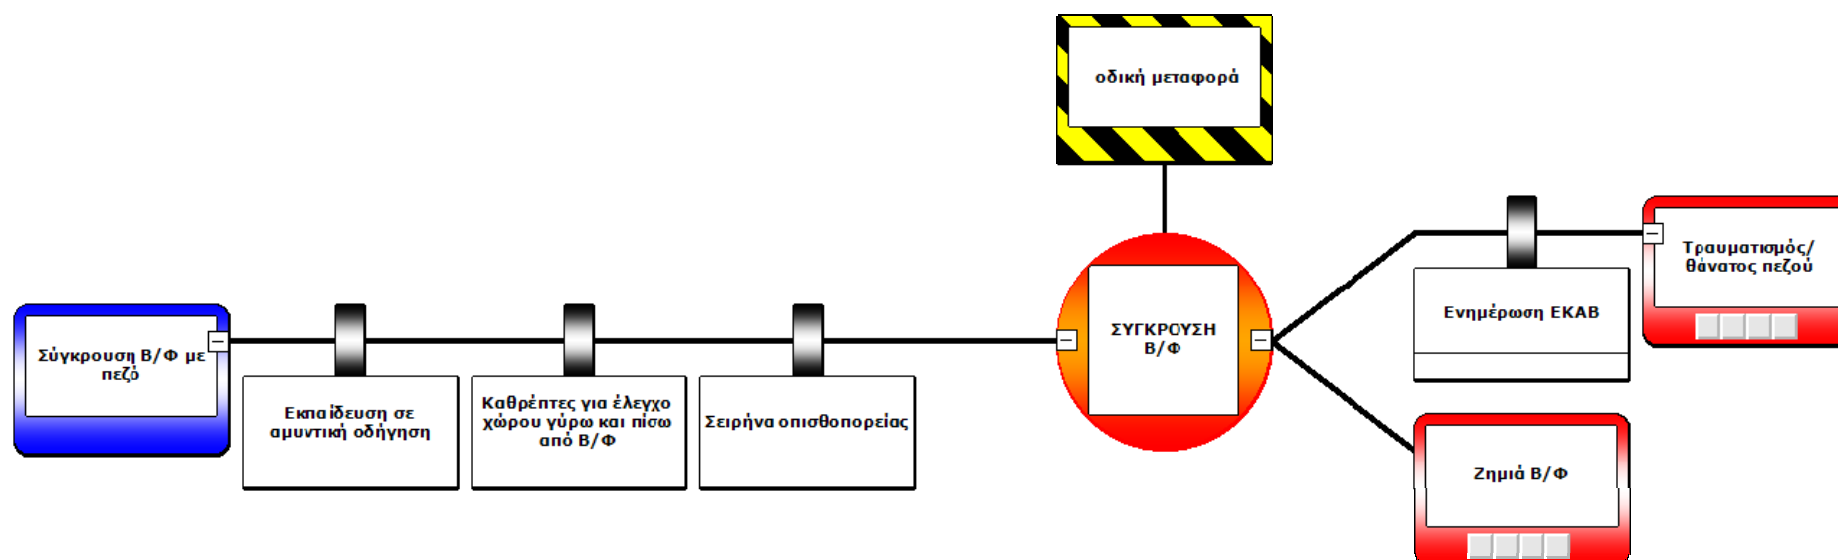 οδική μεταφορά
Σύγκρουση Β/Φ με
πεζό
Εκπαίδευση σε
αμυντική οδήγηση
Καθρέπτες για έλεγχο
χώρου γύρω και πίσω
από Β/Φ
Σειρήνα οπισθοπορείας
ΣΥΓΚΡΟΥΣΗ
Β/Φ
Ενημέρωση ΕΚΑΒ
Τραυματισμός/
θάνατος πεζού
Ζημιά Β/Φ